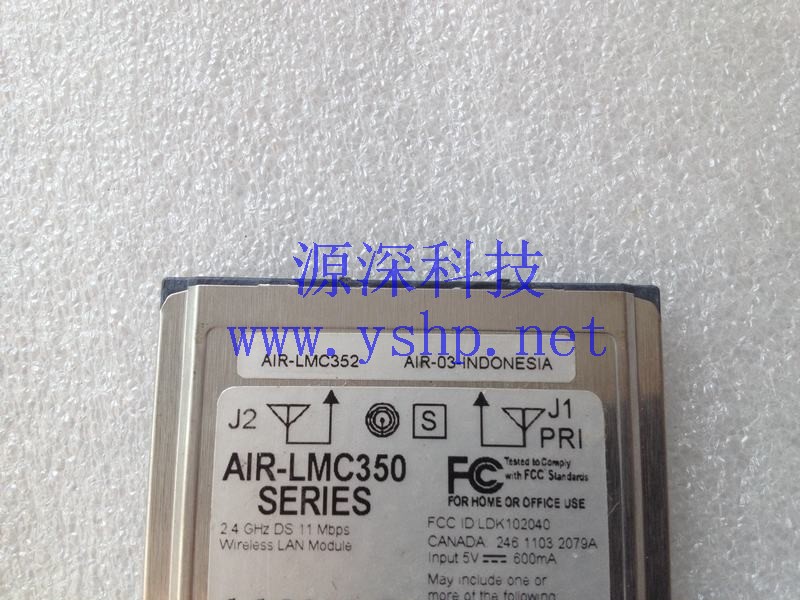 源深科技
www.yshp.net
AIR-LMC352 AIR-03-INDONESIA
J2 S J1
PRI
AIR-LMC350
SERIES
2.4 GHz DS 11 Mbps
Wireless LAN Module
FC Tested to Comply
with FCC Standards
FOR HOME OR OFFICE USE
FCC ID:LDK102040
CANADA: 246 1103 2079A
Input 5V 600mA
May include one or
more of the following